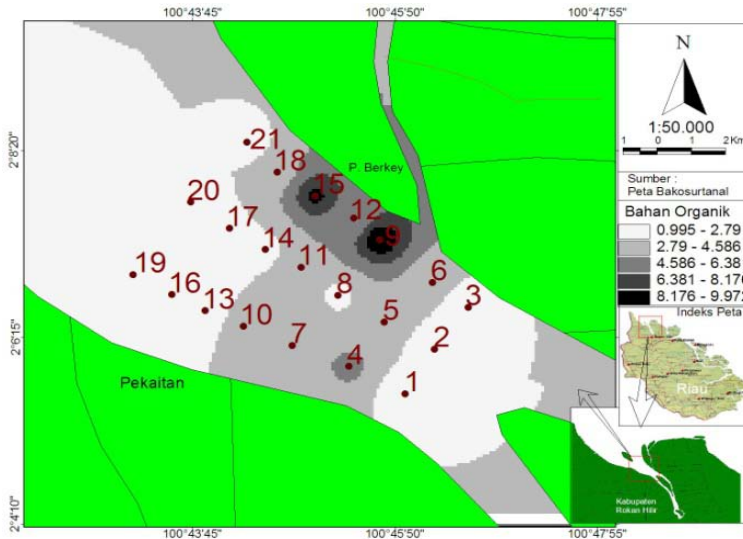 100°43'45" 100°45'50" 100°47'55"
N
1:50.000
1 0 1 2 Km
Sumber :
Peta Bakosurtanal
Bahan Organik
0.995 - 2.79
2.79 - 4.586
4.586 - 6.381
6.381 - 8.176
8.176 - 9.972
Indeks Peta
Riau
Kabupaten
Rokan Hilir
2°8'20"
2°6'15"
2°4'10"
P. Berkey
Pekaitan
21
18
15
12
9
20
17
14
11
8
6
3
19
16
13
10
7
5
2
4
1
100°43'45" 100°45'50" 100°47'55"